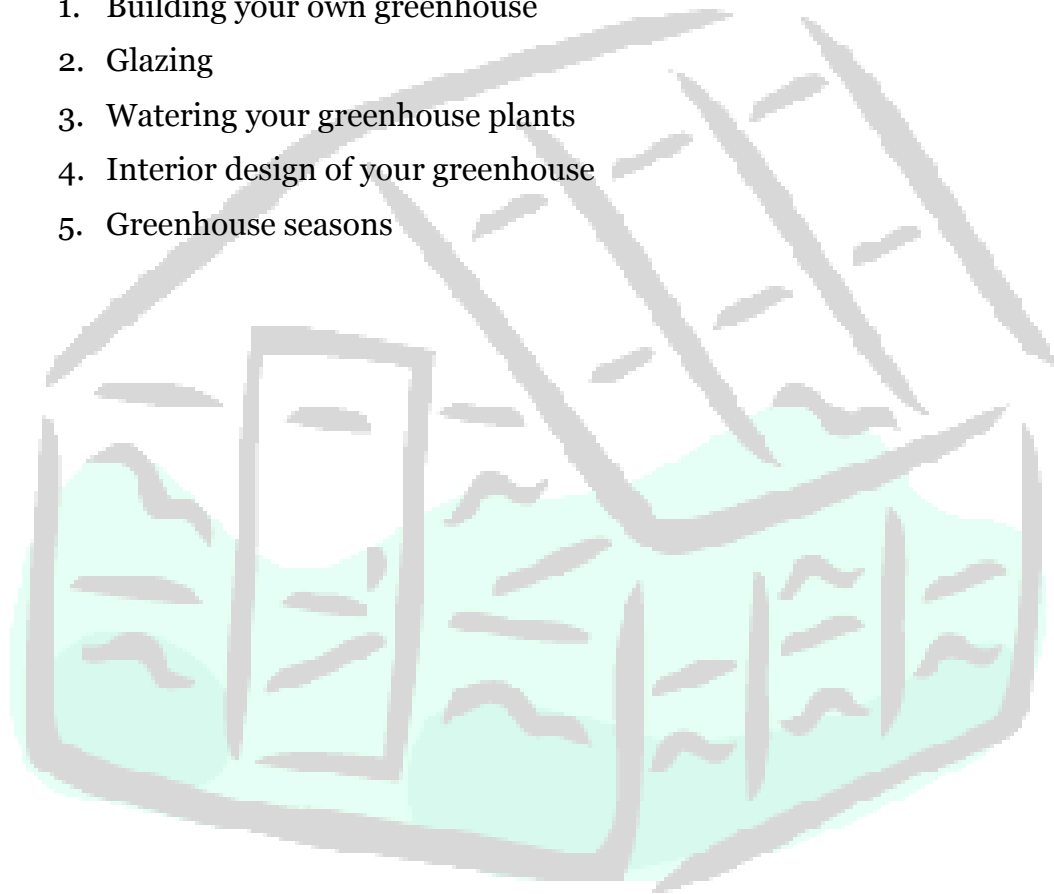 1. Building your own greenhouse
2. Glazing
3. Watering your greenhouse plants
4. Interior design of your greenhouse
5. Greenhouse seasons